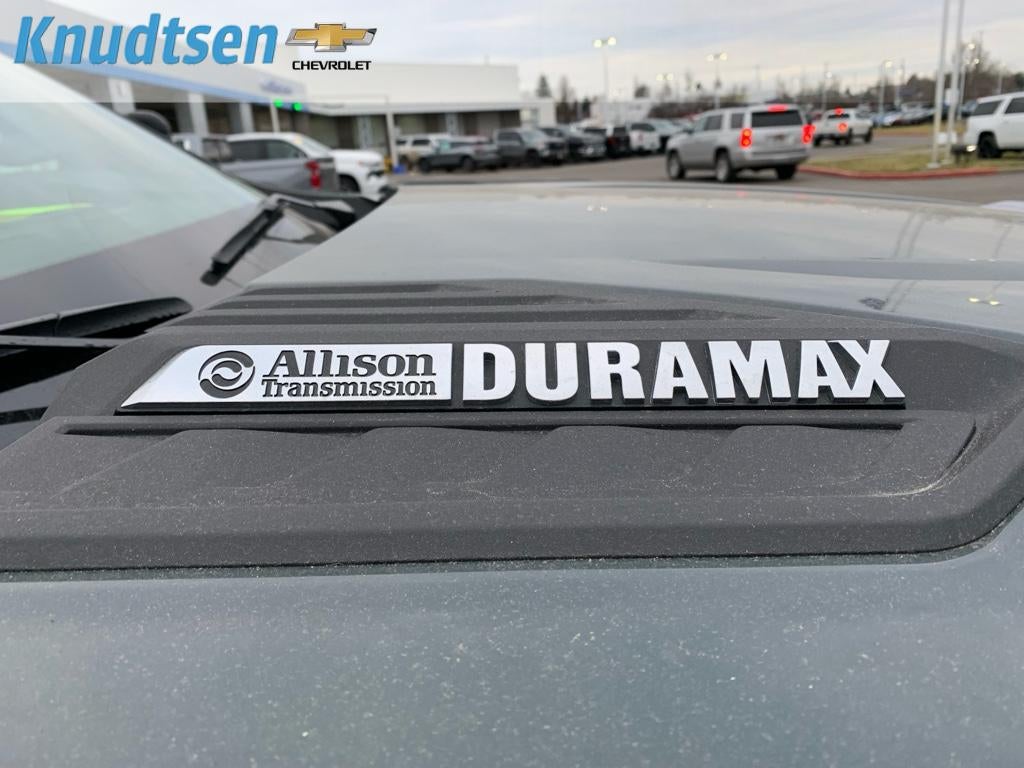 Knudtsen
CHEVROLET
Allison
Transmission
DURAMAX